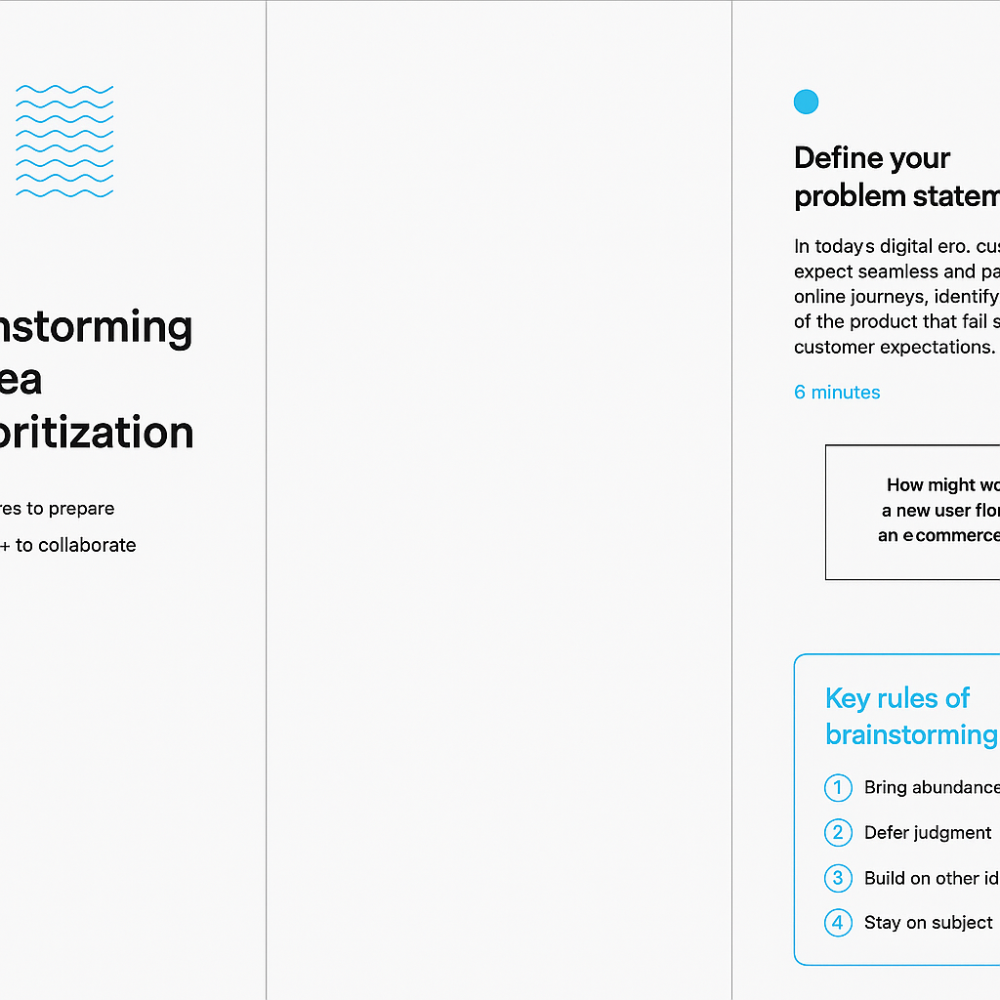 nstorming
ea
oritization
res to prepare
+ to collaborate
Define your
problem statem
In today s digital ero. cus
expect seamless and pa
online journeys, identify
of the product that fail s
customer expectations.
6 minutes
How might wo
a new user flor
an e commerce
Key rules of
brainstorming
1 Bring abundance
2 Defer judgment
3 Build on other id
4 Stay on subject